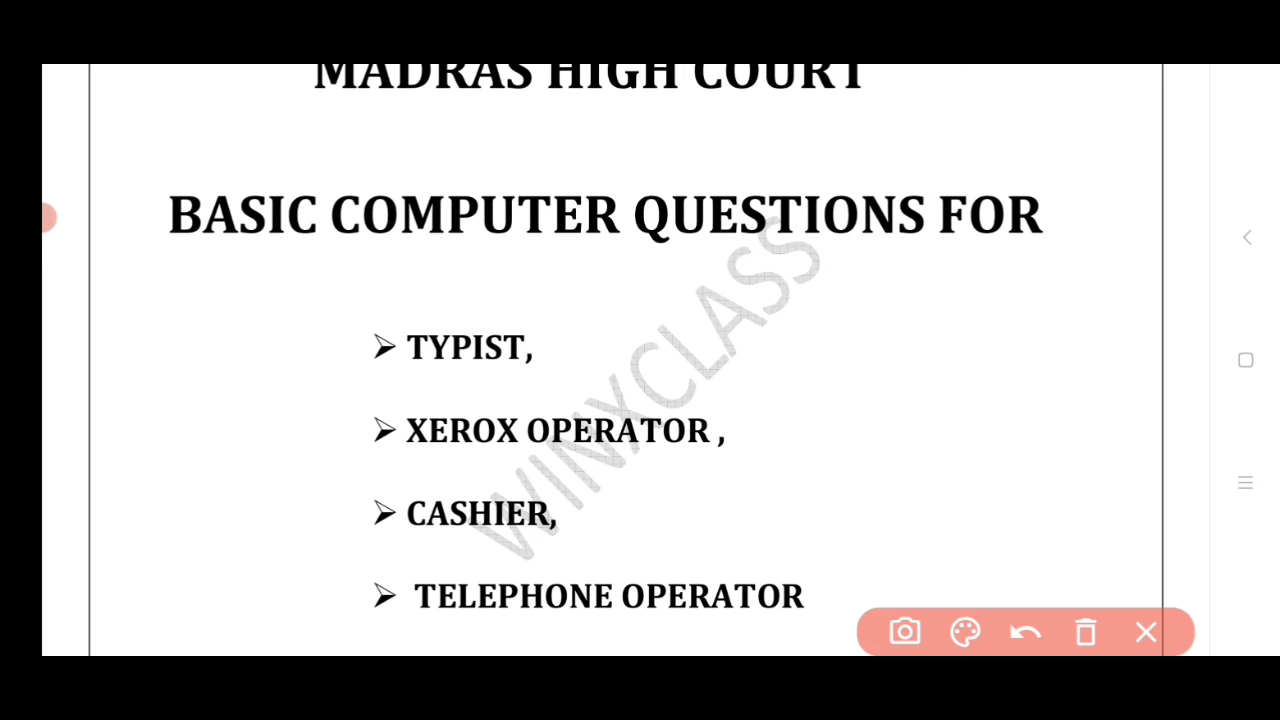 MADRAS HIGH COURT
BASIC COMPUTER QUESTIONS FOR
➢ TYPIST,
➢ XEROX OPERATOR ,
➢ CASHIER,
➢ TELEPHONE OPERATOR
WINXCLASS